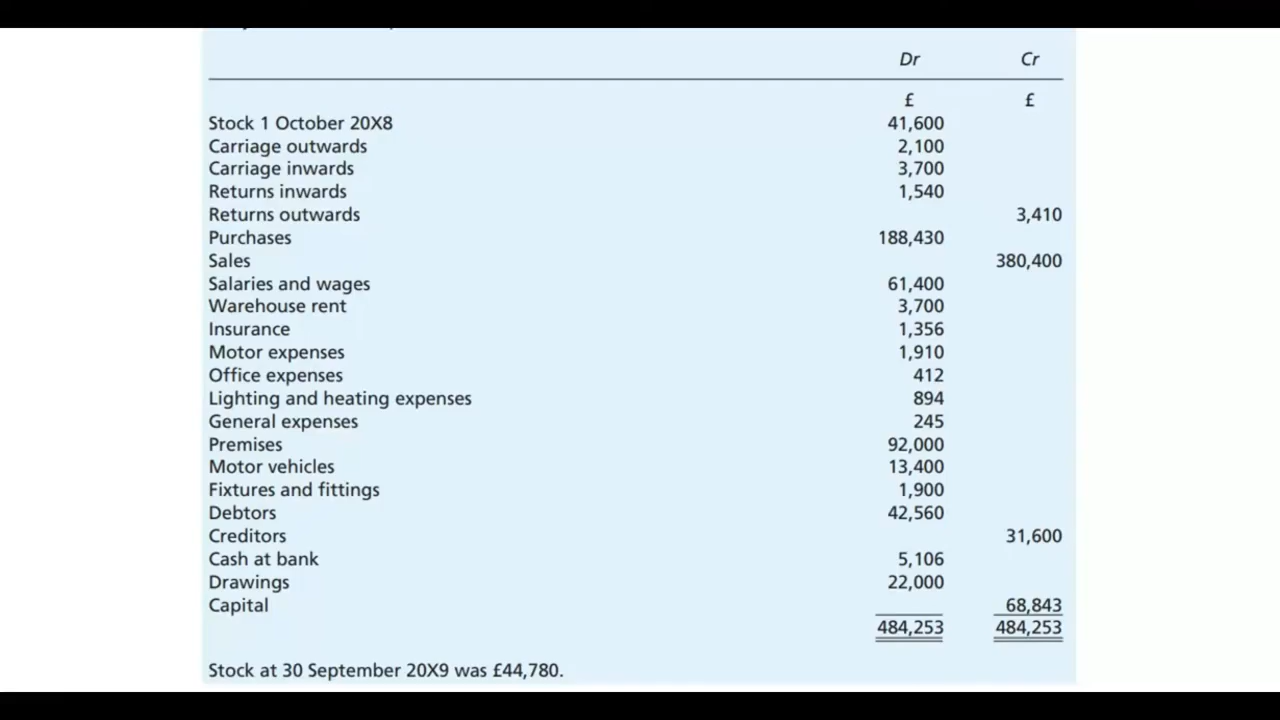 Dr Cr
£ £
Stock 1 October 20X8 41,600
Carriage outwards 2,100
Carriage inwards 3,700
Returns inwards 1,540
Returns outwards 3,410
Purchases 188,430
Sales 380,400
Salaries and wages 61,400
Warehouse rent 3,700
Insurance 1,356
Motor expenses 1,910
Office expenses 412
Lighting and heating expenses 894
General expenses 245
Premises 92,000
Motor vehicles 13,400
Fixtures and fittings 1,900
Debtors 42,560
Creditors 31,600
Cash at bank 5,106
Drawings 22,000
Capital 68,843
484,253 484,253
Stock at 30 September 20X9 was £44,780.